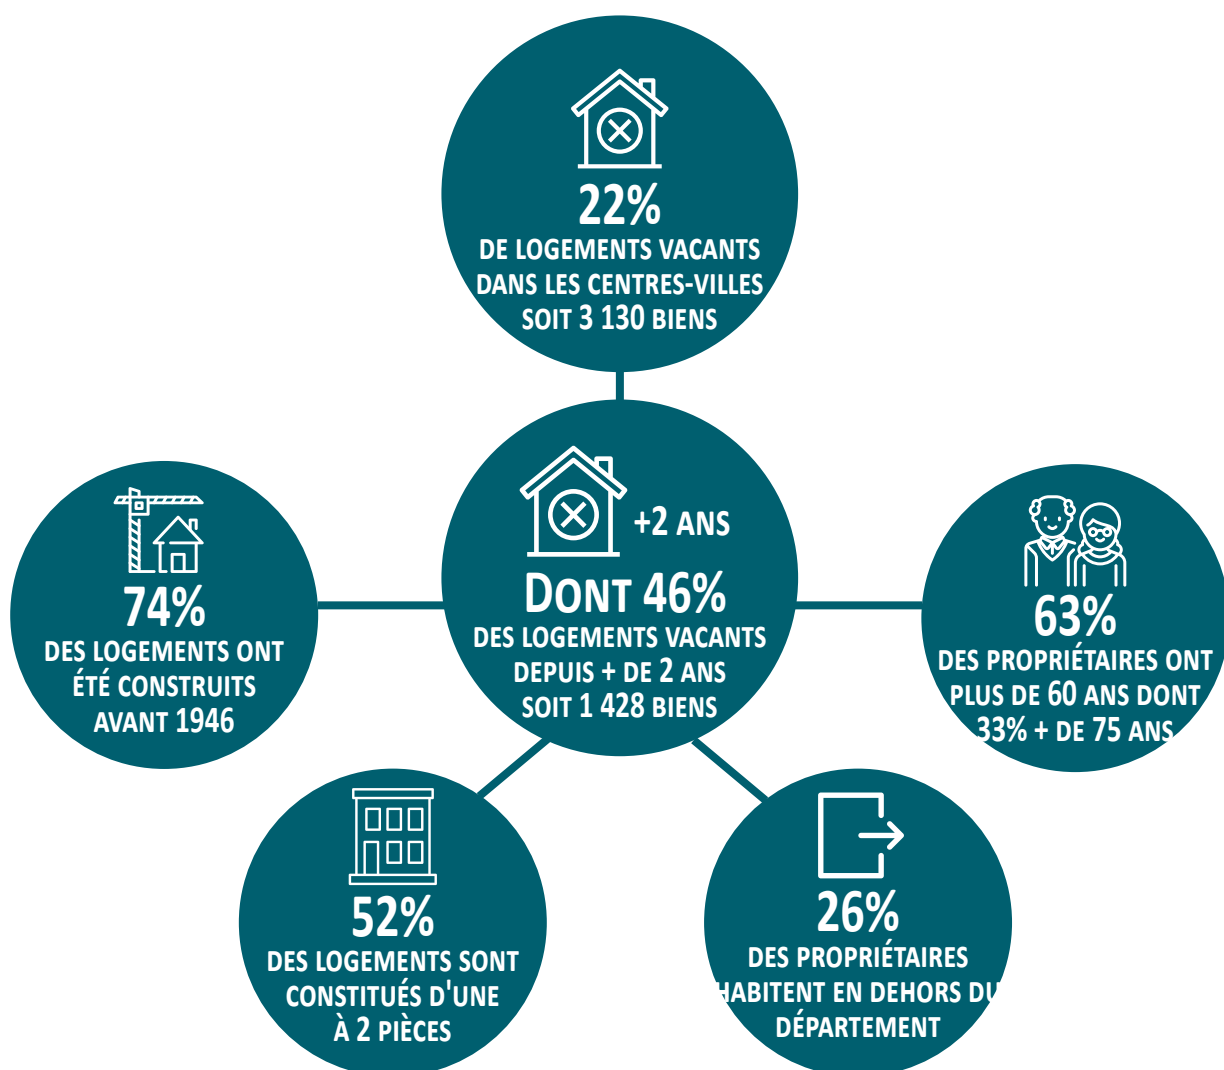 22%
DE LOGEMENTS VACANTS
DANS LES CENTRES-VILLES
SOIT 3 130 BIENS
+2 ANS
DONT 46%
DES LOGEMENTS VACANTS
DEPUIS + DE 2 ANS
SOIT 1 428 BIENS
74%
DES LOGEMENTS ONT
ÉTÉ CONSTRUITS
AVANT 1946
63%
DES PROPRIÉTAIRES ONT
PLUS DE 60 ANS DONT
33% + DE 75 ANS
52%
DES LOGEMENTS SONT
CONSTITUÉS D'UNE
À 2 PIÈCES
26%
DES PROPRIÉTAIRES
HABITENT EN DEHORS DU
DÉPARTEMENT